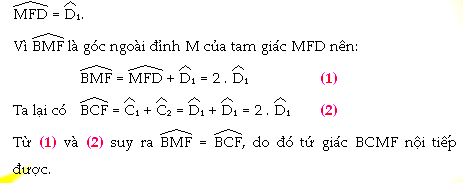 $\widehat{MFD} = \widehat{D}_1$.
Vì $\widehat{BMF}$ là góc ngoài đỉnh M của tam giác MFD nên:
$\widehat{BMF} = \widehat{MFD} + \widehat{D}_1 = 2 . \widehat{D}_1$ (1)
Ta lại có $\widehat{BCF} = \widehat{C}_1 + \widehat{C}_2 = \widehat{D}_1 + \widehat{D}_1 = 2 . \widehat{D}_1$ (2)
Từ (1) và (2) suy ra $\widehat{BMF} = \widehat{BCF}$, do đó tứ giác BCMF nội tiếp
được.